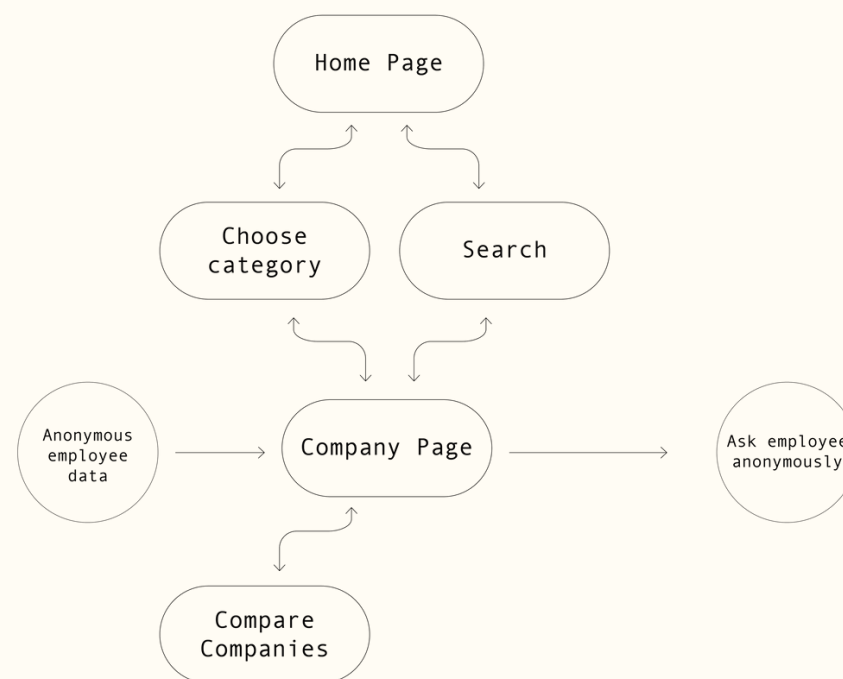 Home Page
Choose
category
Search
Anonymous
employee
data
Company Page
Ask employee
anonymously
Compare
Companies